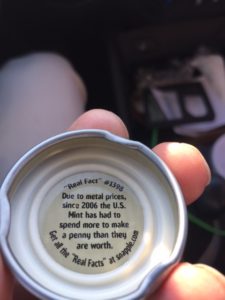 "Real Fact" #1396
Due to metal prices,
since 2006 the U.S.
Mint has had to
spend more to make
a penny than they
are worth.
Get all the "Real Facts" at snapple.com